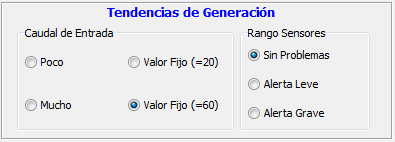 Tendencias de Generación
Caudal de Entrada
Poco
Valor Fijo (=20)
Mucho
Valor Fijo (=60)
Rango Sensores
Sin Problemas
Alerta Leve
Alerta Grave